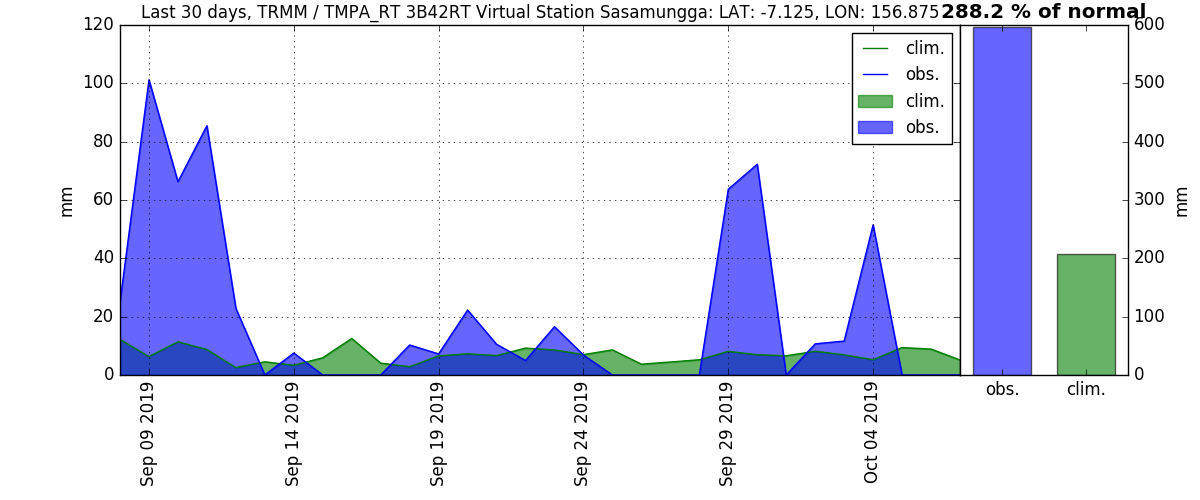 Last 30 days, TRMM / TMPA_RT 3B42RT Virtual Station Sasamungga: LAT: -7.125, LON: 156.875
288.2 % of normal
120
100
80
60
40
20
0
mm
clim.
obs.
clim.
obs.
Sep 09 2019
Sep 14 2019
Sep 19 2019
Sep 24 2019
Sep 29 2019
Oct 04 2019
600
500
400
300
200
100
0
mm
obs.
clim.